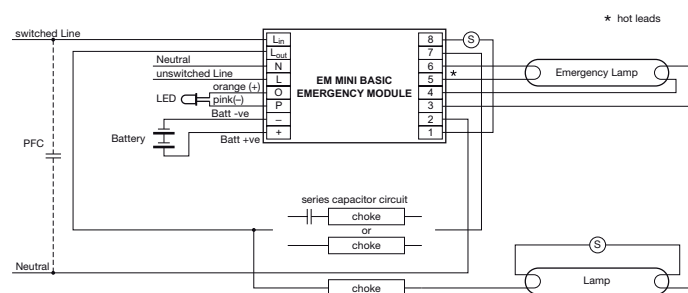 * hot leads
switched Line
Lin
8
S
Lout
7
Neutral
N
6
unswitched Line
L
5
*
Emergency Lamp
orange (+)
O
4
LED
pink(–)
P
3
Batt -ve
–
2
Battery
Batt +ve
+
1
EM MINI BASIC
EMERGENCY MODULE
PFC
series capacitor circuit
choke
or
choke
S
Neutral
choke
Lamp